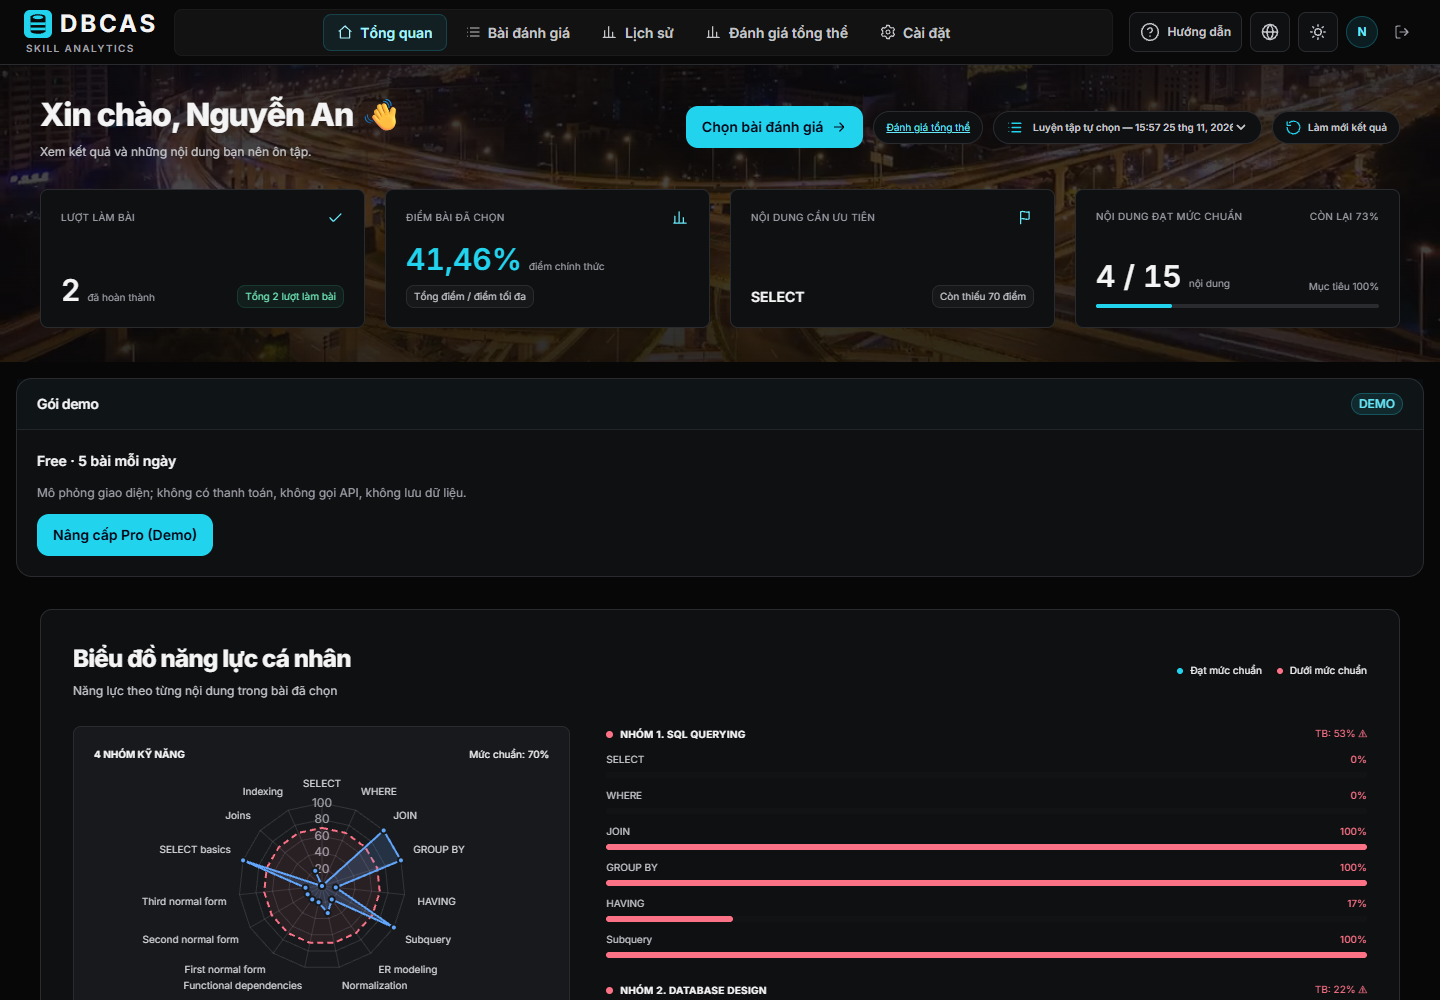 DBCAS
SKILL ANALYTICS
Tổng quan
Bài đánh giá
Lịch sử
Đánh giá tổng thể
Cài đặt
Hướng dẫn
N
Xin chào, Nguyễn An 👋
Xem kết quả và những nội dung bạn nên ôn tập.
Chọn bài đánh giá →
Đánh giá tổng thể
Luyện tập tự chọn — 15:57 25 thg 11, 2026
Làm mới kết quả
LƯỢT LÀM BÀI
2 đã hoàn thành
Tổng 2 lượt làm bài
ĐIỂM BÀI ĐÃ CHỌN
41,46% điểm chính thức
Tổng điểm / điểm tối đa
NỘI DUNG CẦN ƯU TIÊN
SELECT
Còn thiếu 70 điểm
NỘI DUNG ĐẠT MỨC CHUẨN
CÒN LẠI 73%
4 / 15 nội dung
Mục tiêu 100%
Gói demo
DEMO
Free · 5 bài mỗi ngày
Mô phỏng giao diện; không có thanh toán, không gọi API, không lưu dữ liệu.
Nâng cấp Pro (Demo)
Biểu đồ năng lực cá nhân
Năng lực theo từng nội dung trong bài đã chọn
Đạt mức chuẩn
Dưới mức chuẩn
4 NHÓM KỸ NĂNG
Mức chuẩn: 70%
SELECT
WHERE
JOIN
GROUP BY
HAVING
Subquery
ER modeling
Normalization
Functional dependencies
First normal form
Second normal form
Third normal form
SELECT basics
Joins
Indexing
100
80
60
40
20
NHÓM 1. SQL QUERYING
TB: 53% ⚠
SELECT 0%
WHERE 0%
JOIN 100%
GROUP BY 100%
HAVING 17%
Subquery 100%
NHÓM 2. DATABASE DESIGN
TB: 22% ⚠